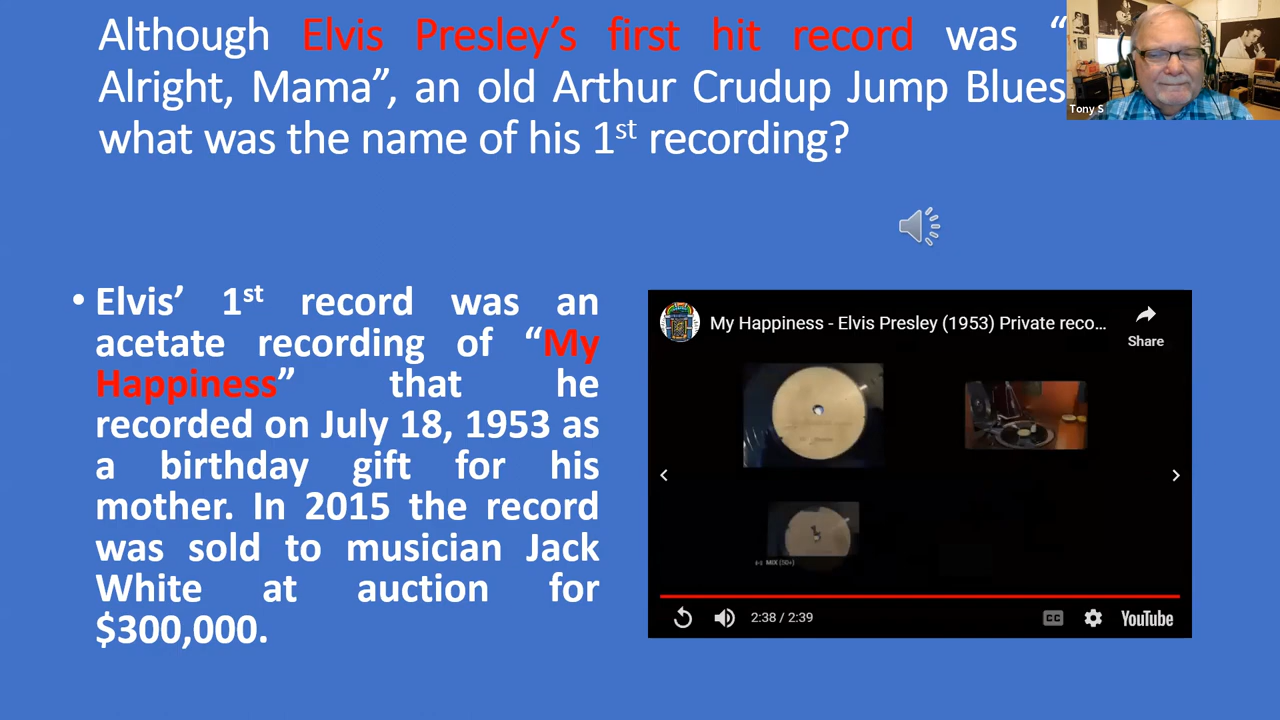 Although Elvis Presley’s first hit record was “
Alright, Mama”, an old Arthur Crudup Jump Blues
what was the name of his 1st recording?
Tony S
• Elvis’ 1st record was an
acetate recording of “My
Happiness” that he
recorded on July 18, 1953 as
a birthday gift for his
mother. In 2015 the record
was sold to musician Jack
White at auction for
$300,000.
My Happiness - Elvis Presley (1953) Private reco...
Share
MIX (50+)
2:38 / 2:39
CC
YouTube